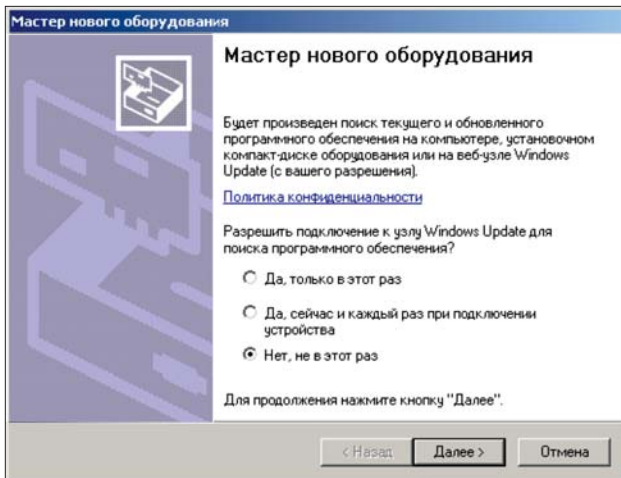 Мастер нового оборудования
Мастер нового оборудования
Будет произведен поиск текущего и обновленного
программного обеспечения на компьютере, установочном
компакт-диске оборудования или на веб-узле Windows
Update (с вашего разрешения).
Политика конфиденциальности
Разрешить подключение к узлу Windows Update для
поиска программного обеспечения?
Да, только в этот раз
Да, сейчас и каждый раз при подключении
устройства
Нет, не в этот раз
Для продолжения нажмите кнопку "Далее".
< Назад
Далее >
Отмена